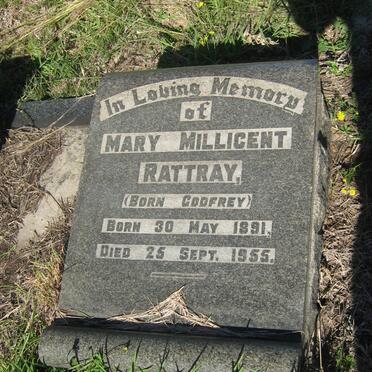 In Loving Memory
of
MARY MILLICENT
RATTRAY,
(BORN GODFREY)
BORN 30 MAY 1891,
DIED 25 SEPT. 1955.